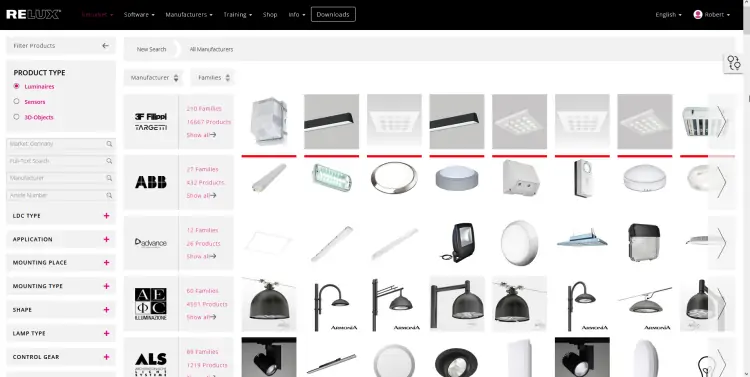 RELUX
Software
Manufacturers
Training
Shop
Info
Downloads
English
Robert
Filter Products
PRODUCT TYPE
Luminaires
Sensors
3D-Objects
Market: Germany
Full-Text Search
Manufacturer
Article Number
LDC TYPE
APPLICATION
MOUNTING PLACE
MOUNTING TYPE
SHAPE
LAMP TYPE
CONTROL GEAR
New Search
All Manufacturers
Manufacturer
Families
3F Filippi
TARGETTI
210 Families
16667 Products
Show all
ABB
27 Families
432 Products
Show all
advance
12 Families
26 Products
Show all
ILLUMINAZIONE
60 Families
4551 Products
Show all
ARMONIA
ARMONIA
ARMONIA
ARMONIA
ALS
89 Families
1219 Products